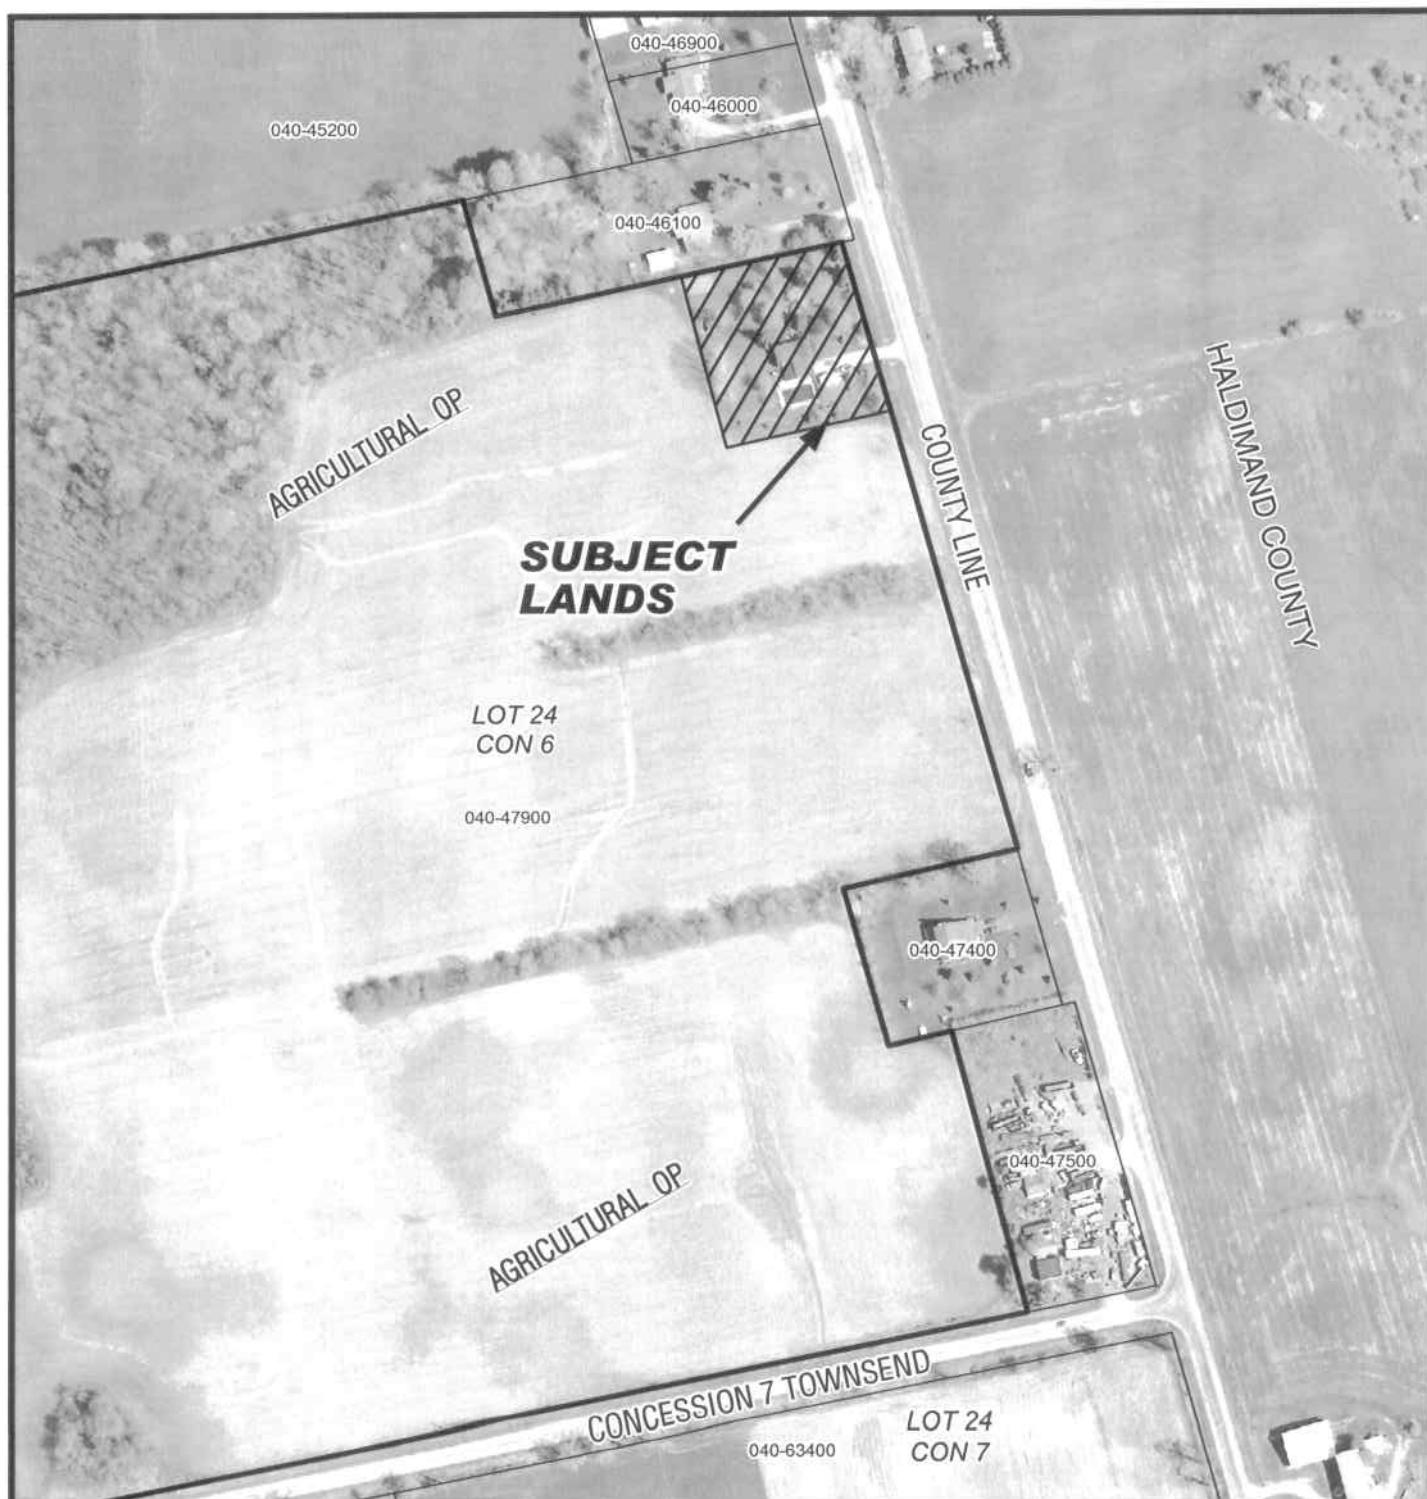 040-46900
040-46000
040-45200
040-46100
HALDIMAND COUNTY
AGRICULTURAL OP
COUNTY LINE
SUBJECT
LANDS
LOT 24
CON 6
040-47900
040-47400
040-47500
AGRICULTURAL OP
CONCESSION 7 TOWNSEND
LOT 24
CON 7
040-63400